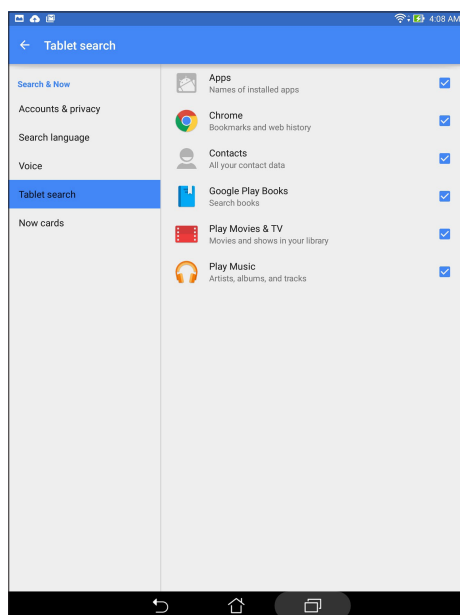 4:08 AM
Tablet search
Search & Now
Accounts & privacy
Search language
Voice
Tablet search
Now cards
Apps
Names of installed apps
Chrome
Bookmarks and web history
Contacts
All your contact data
Google Play Books
Search books
Play Movies & TV
Movies and shows in your library
Play Music
Artists, albums, and tracks